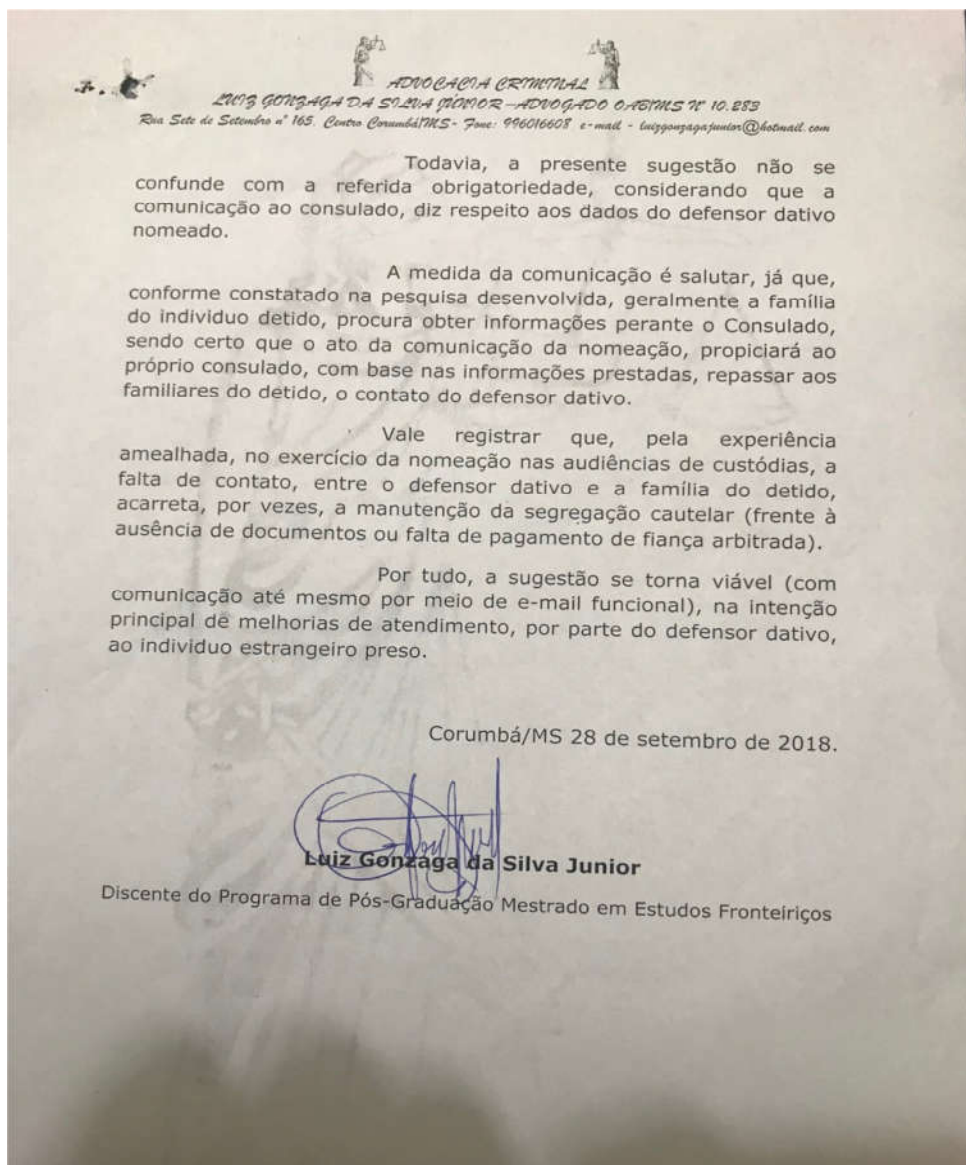 ADVOCACIA CRIMINAL
LUIZ GONZAGA DA SILVA JÚNIOR – ADVOGADO OAB/MS Nº 10.283
Rua Sete de Setembro nº 165. Centro Corumbá/MS- Fone: 996016608 e-mail - luizgonzagajunior@hotmail.com
Todavia, a presente sugestão não se
confunde com a referida obrigatoriedade, considerando que a
comunicação ao consulado, diz respeito aos dados do defensor dativo
nomeado.
A medida da comunicação é salutar, já que,
conforme constatado na pesquisa desenvolvida, geralmente a família
do individuo detido, procura obter informações perante o Consulado,
sendo certo que o ato da comunicação da nomeação, propiciará ao
próprio consulado, com base nas informações prestadas, repassar aos
familiares do detido, o contato do defensor dativo.
Vale registrar que, pela experiência
amealhada, no exercício da nomeação nas audiências de custódias, a
falta de contato, entre o defensor dativo e a família do detido,
acarreta, por vezes, a manutenção da segregação cautelar (frente à
ausência de documentos ou falta de pagamento de fiança arbitrada).
Por tudo, a sugestão se torna viável (com
comunicação até mesmo por meio de e-mail funcional), na intenção
principal de melhorias de atendimento, por parte do defensor dativo,
ao individuo estrangeiro preso.
Corumbá/MS 28 de setembro de 2018.
Luiz Gonzaga da Silva Junior
Discente do Programa de Pós-Graduação Mestrado em Estudos Fronteiriços